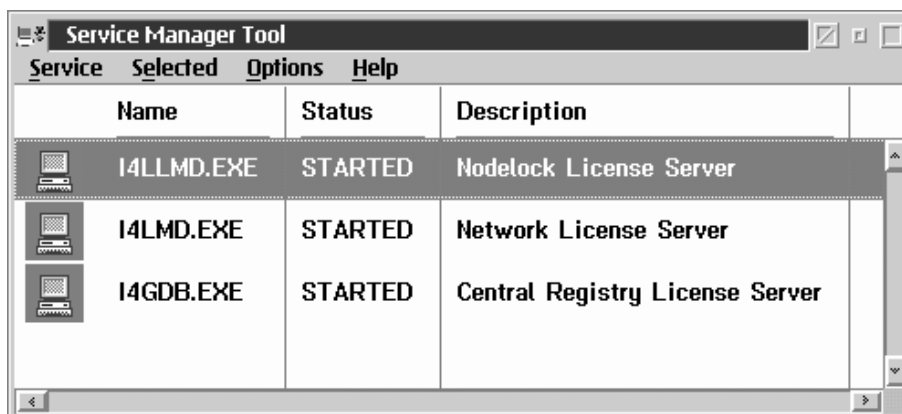 Service Manager Tool
Service Selected Options Help
Name Status Description
I4LLMD.EXE STARTED Nodelock License Server
I4LMD.EXE STARTED Network License Server
I4GDB.EXE STARTED Central Registry License Server